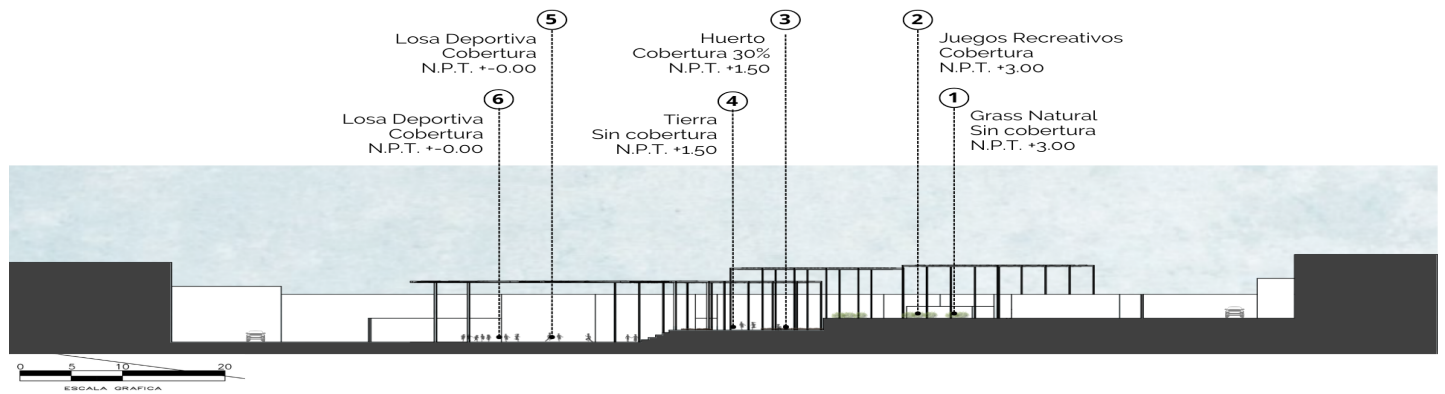 5
Losa Deportiva
Cobertura
N.P.T. +-0.00
3
Huerto
Cobertura 30%
N.P.T. +1.50
2
Juegos Recreativos
Cobertura
N.P.T. +3.00
6
Losa Deportiva
Cobertura
N.P.T. +-0.00
4
Tierra
Sin cobertura
N.P.T. +1.50
1
Grass Natural
Sin cobertura
N.P.T. +3.00
0 5 10 20
ESCALA GRAFICA